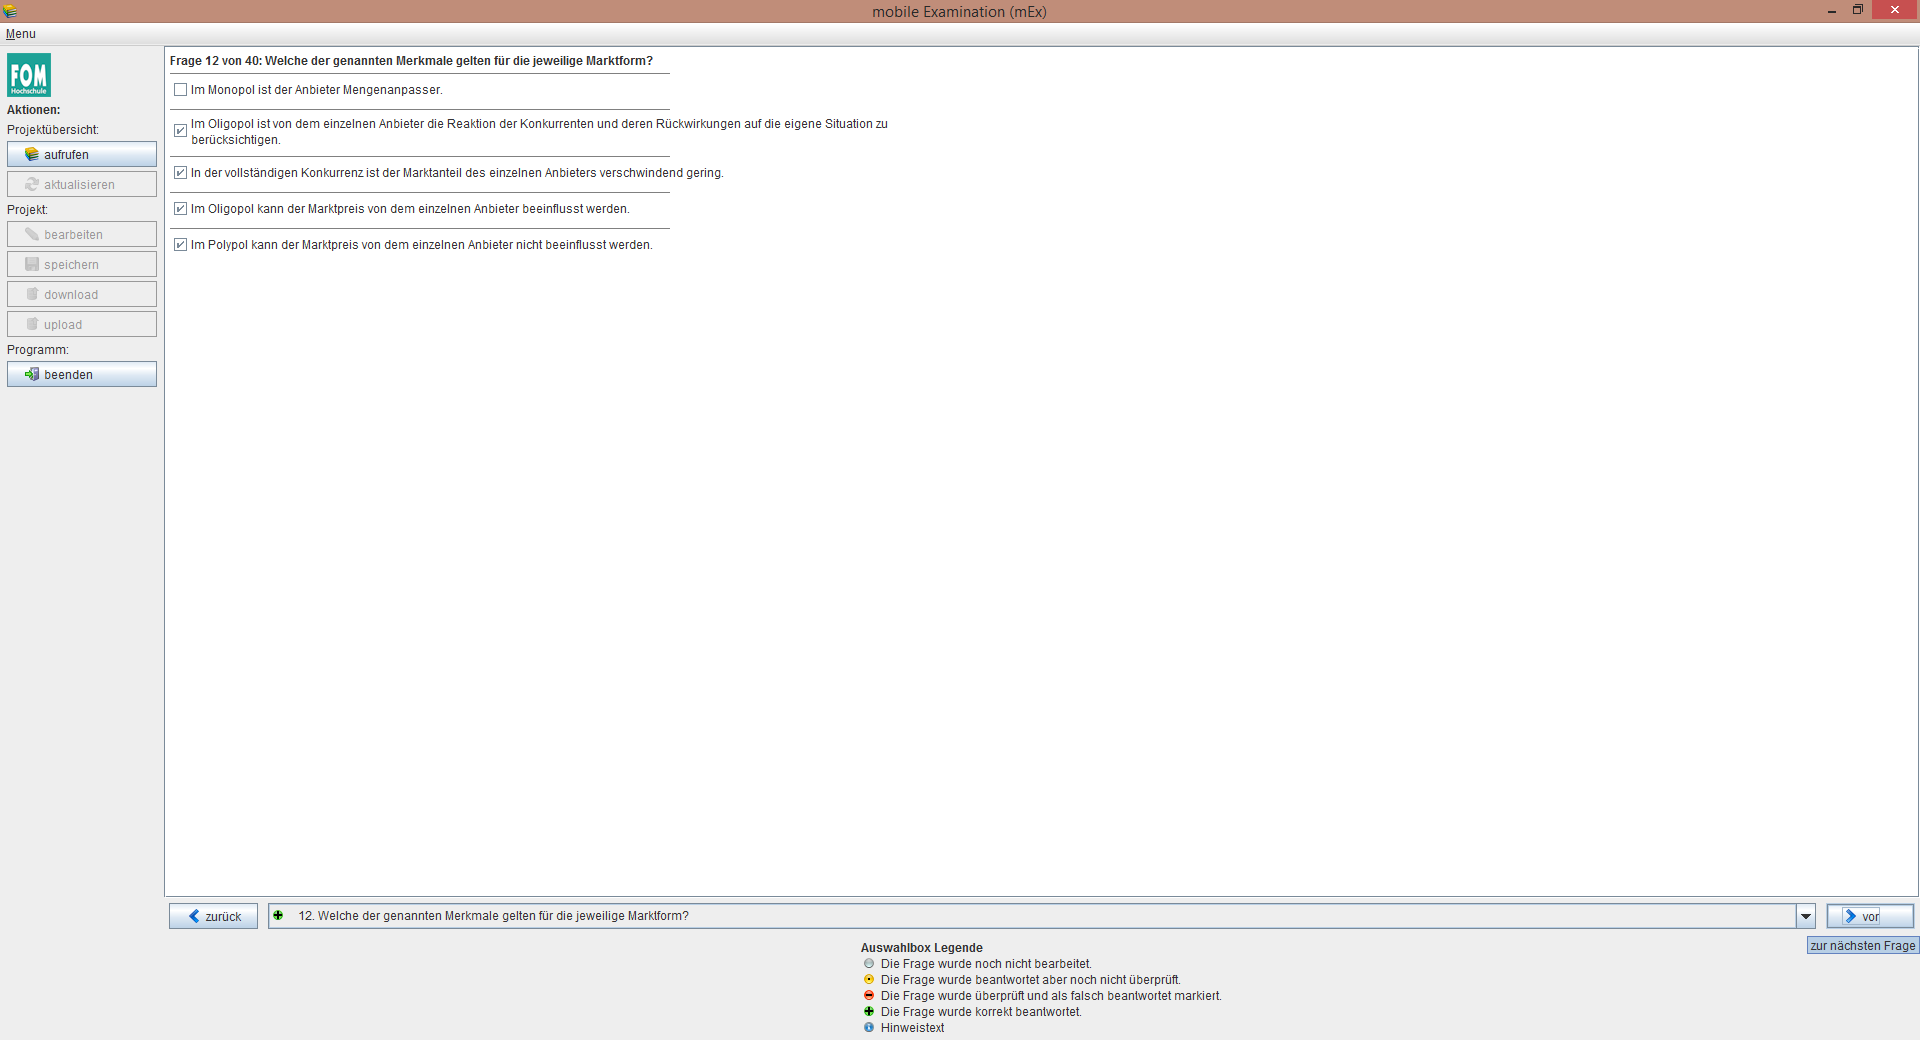 mobile Examination (mEx)
Menu
FOM
Hochschule
Aktionen:
Projektübersicht:
aufrufen
aktualisieren
Projekt:
bearbeiten
speichern
download
upload
Programm:
beenden
Frage 12 von 40: Welche der genannten Merkmale gelten für die jeweilige Marktform?
Im Monopol ist der Anbieter Mengenanpasser.
Im Oligopol ist von dem einzelnen Anbieter die Reaktion der Konkurrenten und deren Rückwirkungen auf die eigene Situation zu
berücksichtigen.
In der vollständigen Konkurrenz ist der Marktanteil des einzelnen Anbieters verschwindend gering.
Im Oligopol kann der Marktpreis von dem einzelnen Anbieter beeinflusst werden.
Im Polypol kann der Marktpreis von dem einzelnen Anbieter nicht beeinflusst werden.
zurück
12. Welche der genannten Merkmale gelten für die jeweilige Marktform?
vor
zur nächsten Frage
Auswahlbox Legende
Die Frage wurde noch nicht bearbeitet.
Die Frage wurde beantwortet aber noch nicht überprüft.
Die Frage wurde überprüft und als falsch beantwortet markiert.
Die Frage wurde korrekt beantwortet.
Hinweistext